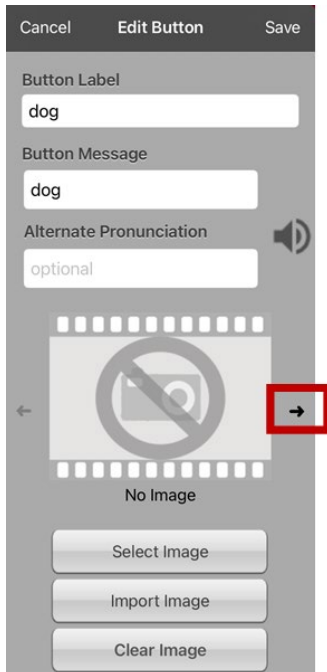 Cancel Edit Button Save
Button Label
dog
Button Message
dog
Alternate Pronunciation
optional
No Image
Select Image
Import Image
Clear Image